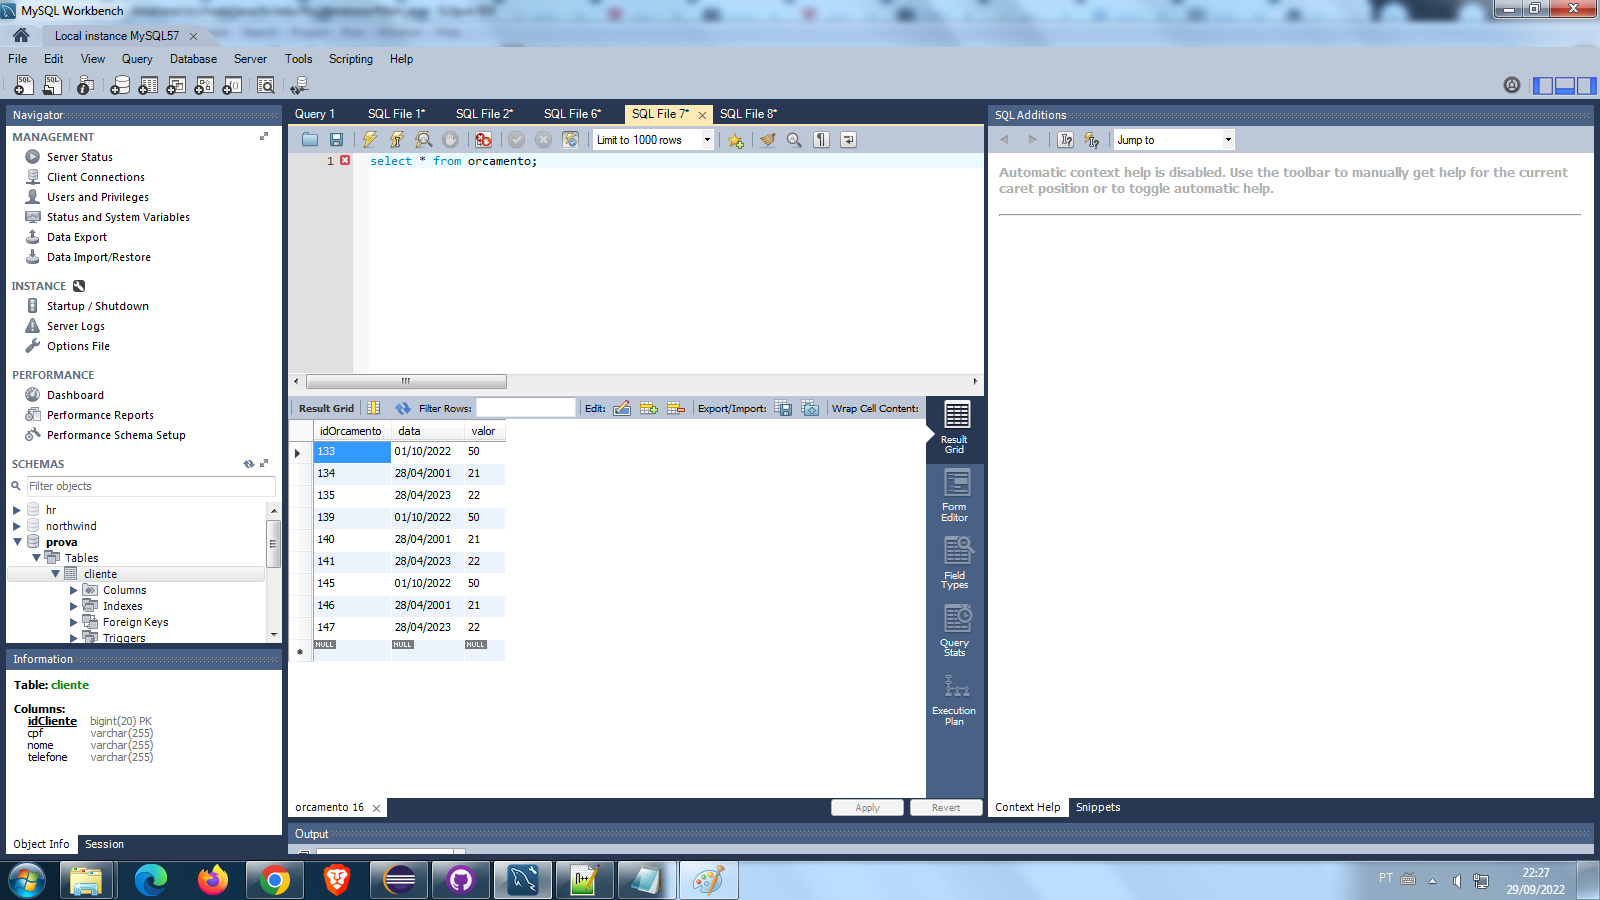 MySQL Workbench
Local instance MySQL57
File Edit View Query Database Server Tools Scripting Help
Navigator
MANAGEMENT
Server Status
Client Connections
Users and Privileges
Status and System Variables
Data Export
Data Import/Restore
INSTANCE
Startup / Shutdown
Server Logs
Options File
PERFORMANCE
Dashboard
Performance Reports
Performance Schema Setup
SCHEMAS
Filter objects
hr
northwind
prova
Tables
cliente
Columns
Indexes
Foreign Keys
Triggers
Information
Table: cliente
Columns:
idCliente bigint(20) PK
cpf varchar(255)
nome varchar(255)
telefone varchar(255)
Object Info Session
Query 1 SQL File 1* SQL File 2* SQL File 6* SQL File 7* SQL File 8*
Limit to 1000 rows
1 select * from orcamento;
Result Grid Filter Rows: Edit: Export/Import: Wrap Cell Content:
idOrcamento data valor
133 01/10/2022 50
134 28/04/2001 21
135 28/04/2023 22
139 01/10/2022 50
140 28/04/2001 21
141 28/04/2023 22
145 01/10/2022 50
146 28/04/2001 21
147 28/04/2023 22
NULL NULL NULL
Result
Grid
Form
Editor
Field
Types
Query
Stats
Execution
Plan
orcamento 16 Apply Revert
Output
SQL Additions
Jump to
Automatic context help is disabled. Use the toolbar to manually get help for the current
caret position or to toggle automatic help.
Context Help Snippets
PT
22:27
29/09/2022